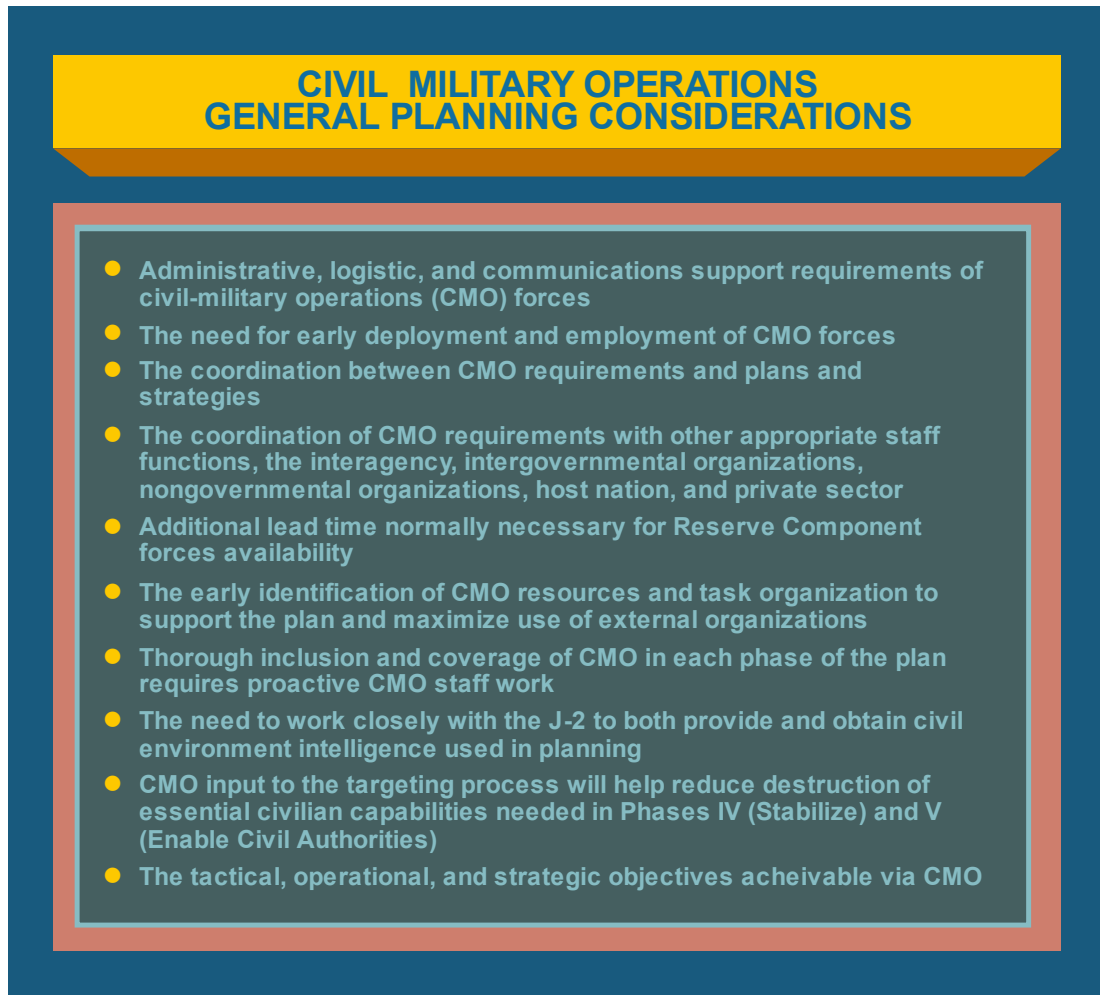 CIVIL MILITARY OPERATIONS
GENERAL PLANNING CONSIDERATIONS
Administrative, logistic, and communications support requirements of
civil-military operations (CMO) forces
The need for early deployment and employment of CMO forces
The coordination between CMO requirements and plans and
strategies
The coordination of CMO requirements with other appropriate staff
functions, the interagency, intergovernmental organizations,
nongovernmental organizations, host nation, and private sector
Additional lead time normally necessary for Reserve Component
forces availability
The early identification of CMO resources and task organization to
support the plan and maximize use of external organizations
Thorough inclusion and coverage of CMO in each phase of the plan
requires proactive CMO staff work
The need to work closely with the J-2 to both provide and obtain civil
environment intelligence used in planning
CMO input to the targeting process will help reduce destruction of
essential civilian capabilities needed in Phases IV (Stabilize) and V
(Enable Civil Authorities)
The tactical, operational, and strategic objectives acheivable via CMO